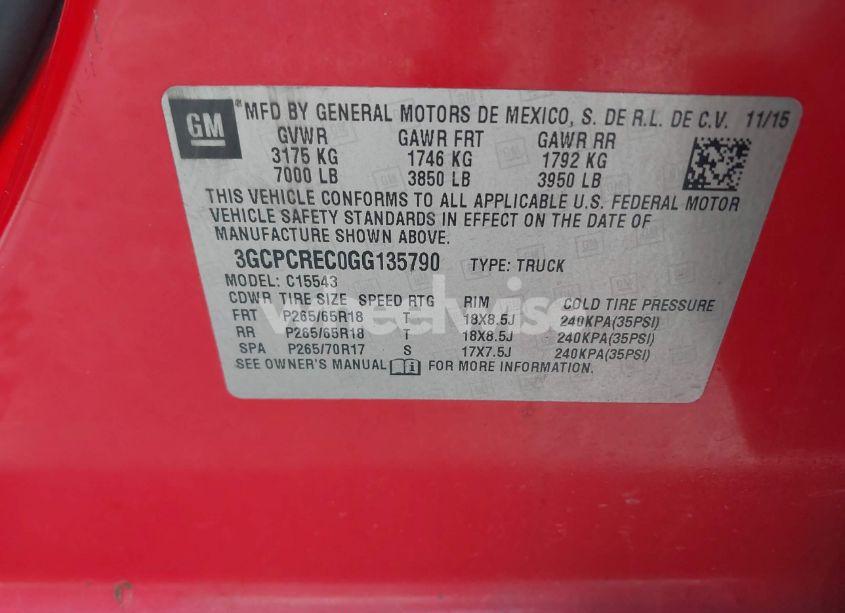 GM ® MFD BY GENERAL MOTORS DE MEXICO, S. DE R.L. DE C.V. 11/15
GVWR GAWR FRT GAWR RR
3175 KG 1746 KG 1792 KG
7000 LB 3850 LB 3950 LB
THIS VEHICLE CONFORMS TO ALL APPLICABLE U.S. FEDERAL MOTOR
VEHICLE SAFETY STANDARDS IN EFFECT ON THE DATE OF
MANUFACTURE SHOWN ABOVE.
3GCPCREC0GG135790 TYPE: TRUCK
MODEL: C15543
CDWR TIRE SIZE SPEED RTG RIM COLD TIRE PRESSURE
FRT P265/65R18 T 18X8.5J 240KPA(35PSI)
RR P265/65R18 T 18X8.5J 240KPA(35PSI)
SPA P265/70R17 S 17X7.5J 240KPA(35PSI)
SEE OWNER'S MANUAL FOR MORE INFORMATION.
wheelwise